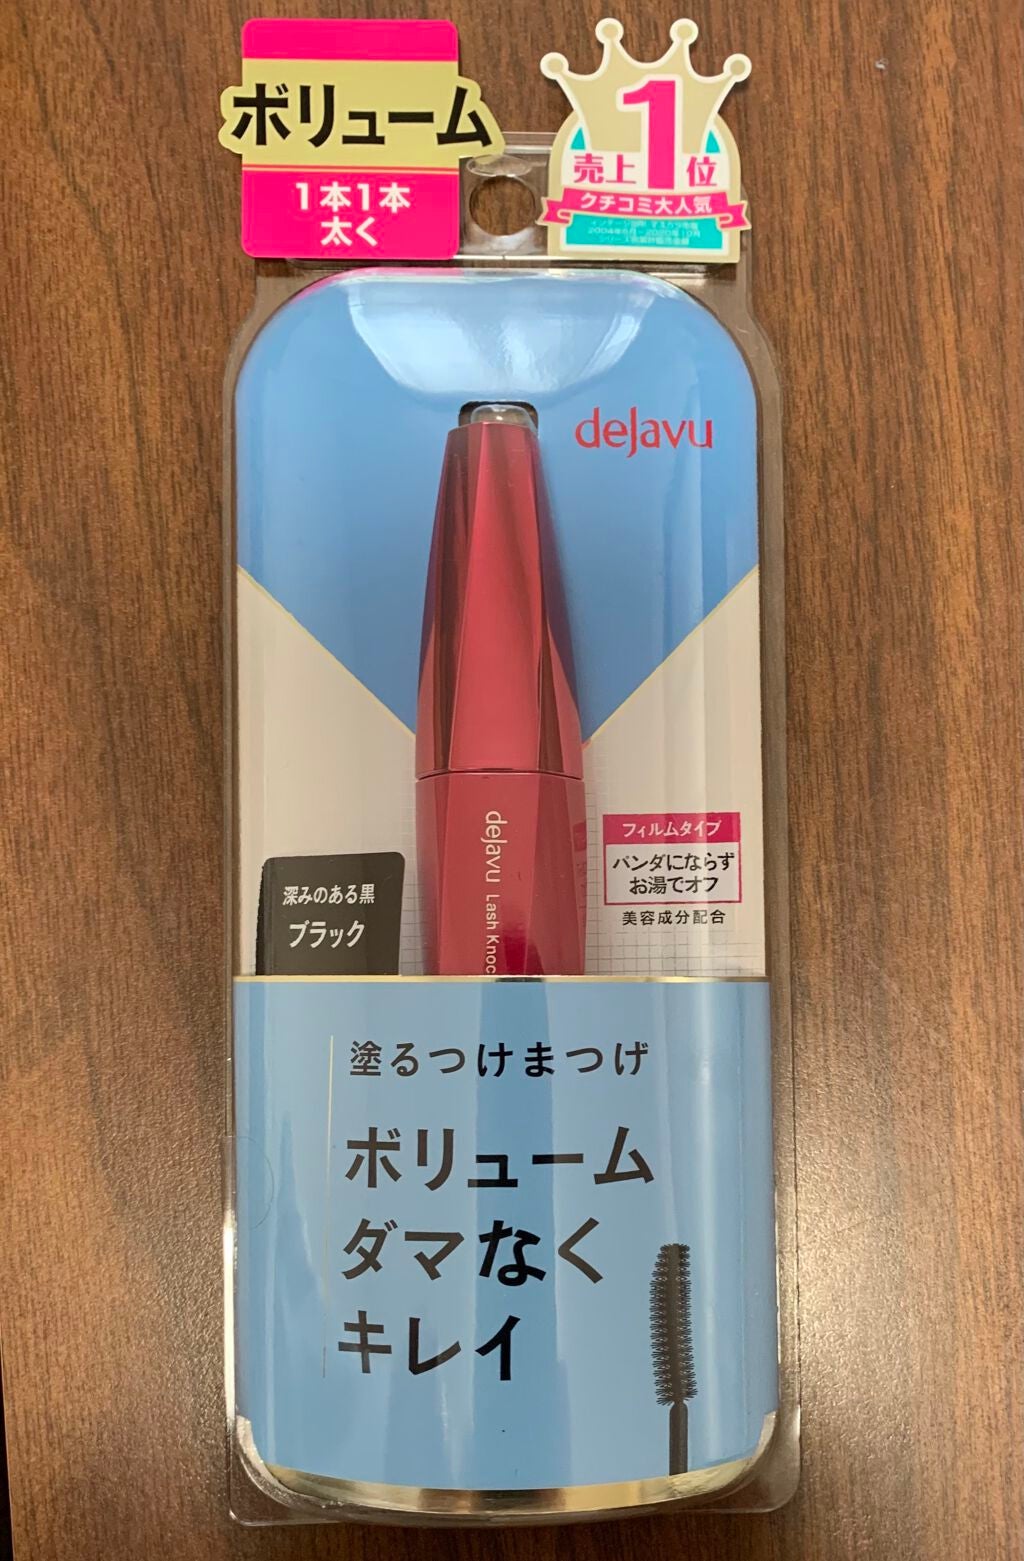 ボリューム
1本1本
太く
売上1位
クチコミ大人気
dejavu
dejavu Lash Knoc
フィルムタイプ
パンダにならず
お湯でオフ
美容成分配合
深みのある黒
ブラック
塗るつけまつげ
ボリューム
ダマなく
キレイ